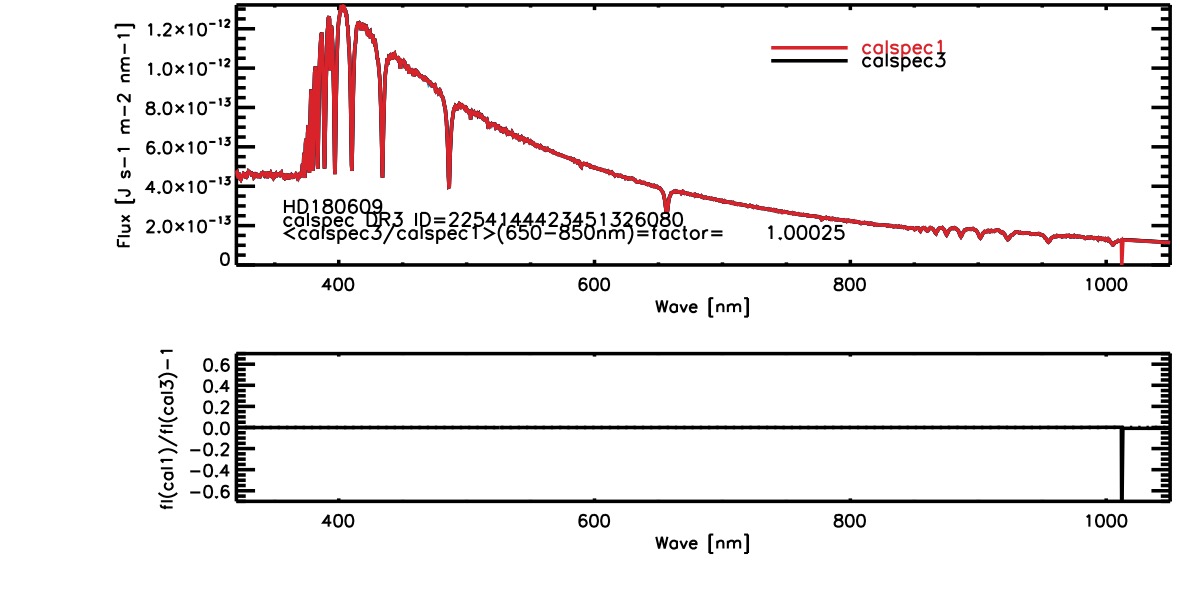 Flux [J s−1 m−2 nm−1]
1.2×10−12
1.0×10−12
8.0×10−13
6.0×10−13
4.0×10−13
2.0×10−13
0
calspec1
calspec3
HD180609
calspec DR3 ID=2254144423451326080
<calspec3/calspec1>(650−850nm)=factor= 1.00025
400 600 800 1000
Wave [nm]
fl(cal1)/fl(cal3)−1
0.6
0.4
0.2
0.0
−0.2
−0.4
−0.6
400 600 800 1000
Wave [nm]